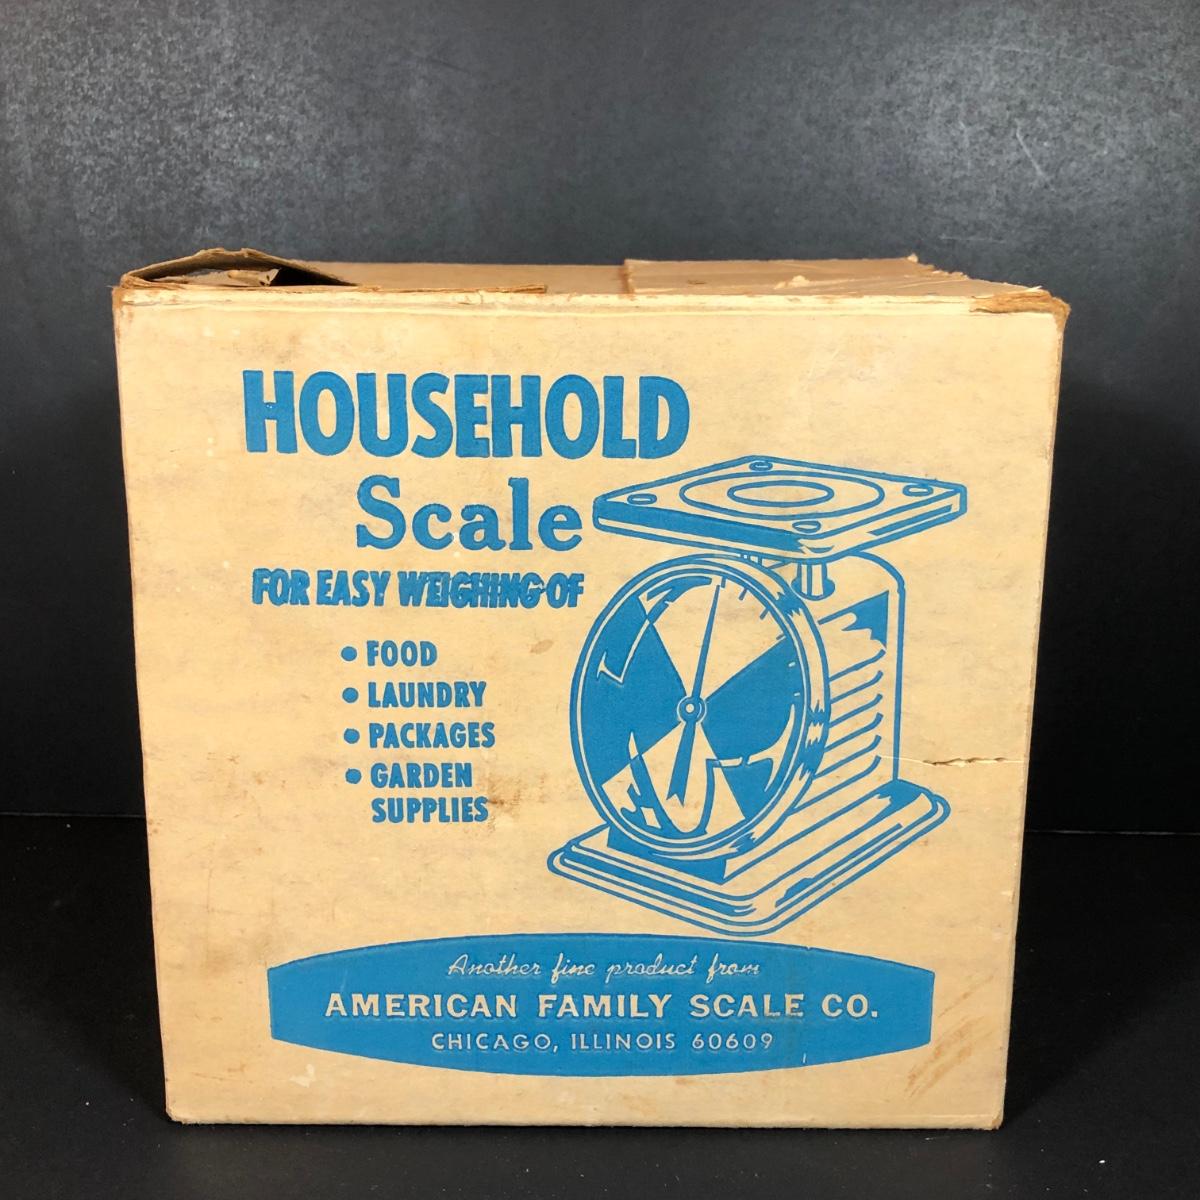 HOUSEHOLD
Scale
FOR EASY WEIGHING OF
• FOOD
• LAUNDRY
• PACKAGES
• GARDEN
SUPPLIES
Another fine product from
AMERICAN FAMILY SCALE CO.
CHICAGO, ILLINOIS 60609